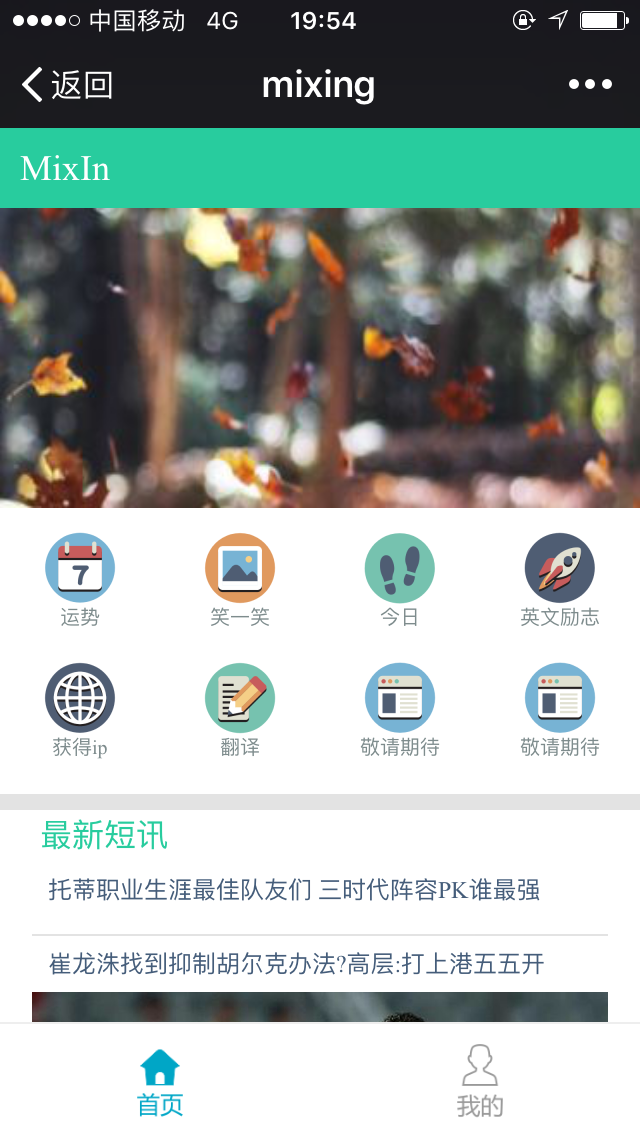 中国移动 4G 19:54
返回 mixing
MixIn
7
运势 笑一笑 今日 英文励志
获得ip 翻译 敬请期待 敬请期待
最新短讯
托蒂职业生涯最佳队友们 三时代阵容PK谁最强
崔龙洙找到抑制胡尔克办法?高层:打上港五五开
首页 我的